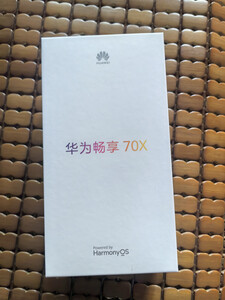 HUAWEI
华为畅享 70X
Powered by
HarmonyOS